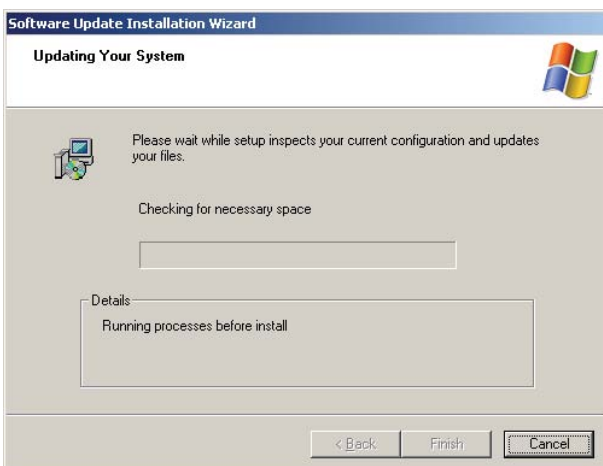 Software Update Installation Wizard
Updating Your System
Please wait while setup inspects your current configuration and updates
your files.
Checking for necessary space
Details
Running processes before install
< Back
Finish
Cancel